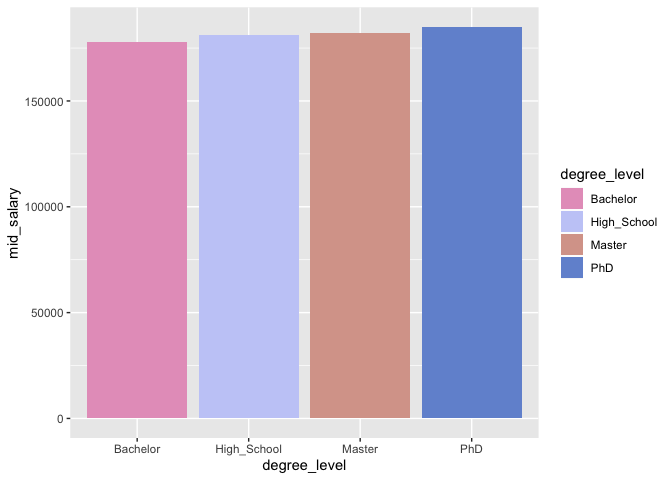 mid_salary
150000
100000
50000
0
Bachelor
High_School
Master
PhD
degree_level
degree_level
Bachelor
High_School
Master
PhD